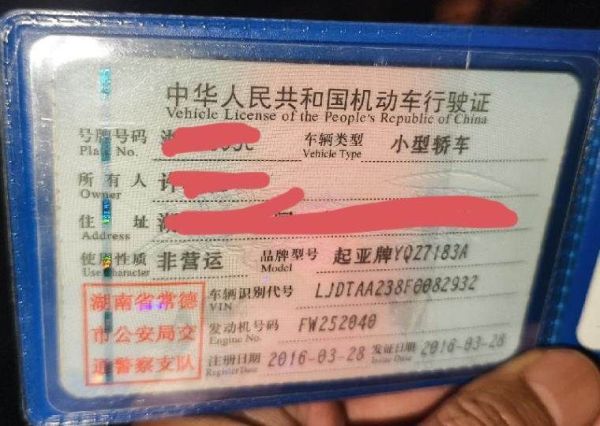 中华人民共和国机动车行驶证
Vehicle License of the People's Republic of China
号牌号码 车辆类型 小型轿车
Plate No. Vehicle Type
所有人 许
Owner
住址 湖
Address
使用性质 非营运 品牌型号 起亚牌YQZ7183A
Use Character Model
湖南省常德 车辆识别代号 LJDTAA238F0082932
VIN
市公安局交 发动机号码 FW252040
Engine No.
通警察支队 注册日期 2016-03-28 发证日期 2016-03-28
Register Date Issue Date